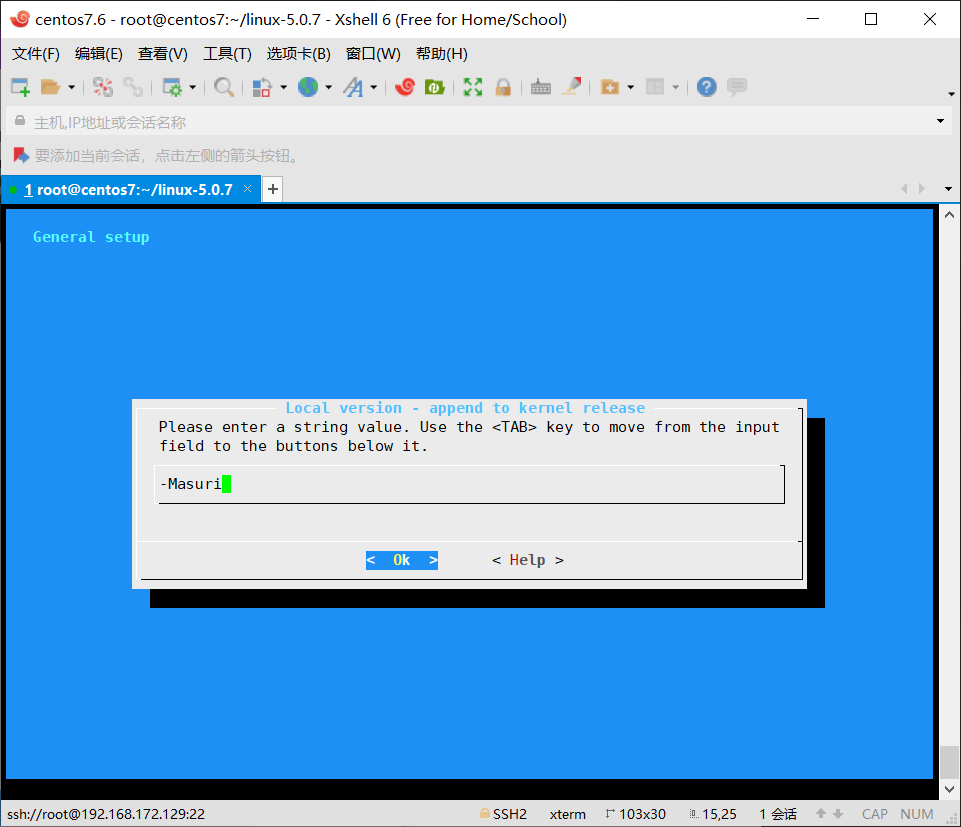 centos7.6 - root@centos7:~/linux-5.0.7 - Xshell 6 (Free for Home/School)
文件(F) 编辑(E) 查看(V) 工具(T) 选项卡(B) 窗口(W) 帮助(H)
主机,IP地址或会话名称
要添加当前会话，点击左侧的箭头按钮。
1 root@centos7:~/linux-5.0.7 × +
General setup
Local version - append to kernel release
Please enter a string value. Use the <TAB> key to move from the input
field to the buttons below it.
-Masuri
< Ok > < Help >
ssh://root@192.168.172.129:22 SSH2 xterm 103x30 15,25 1 会话 CAP NUM